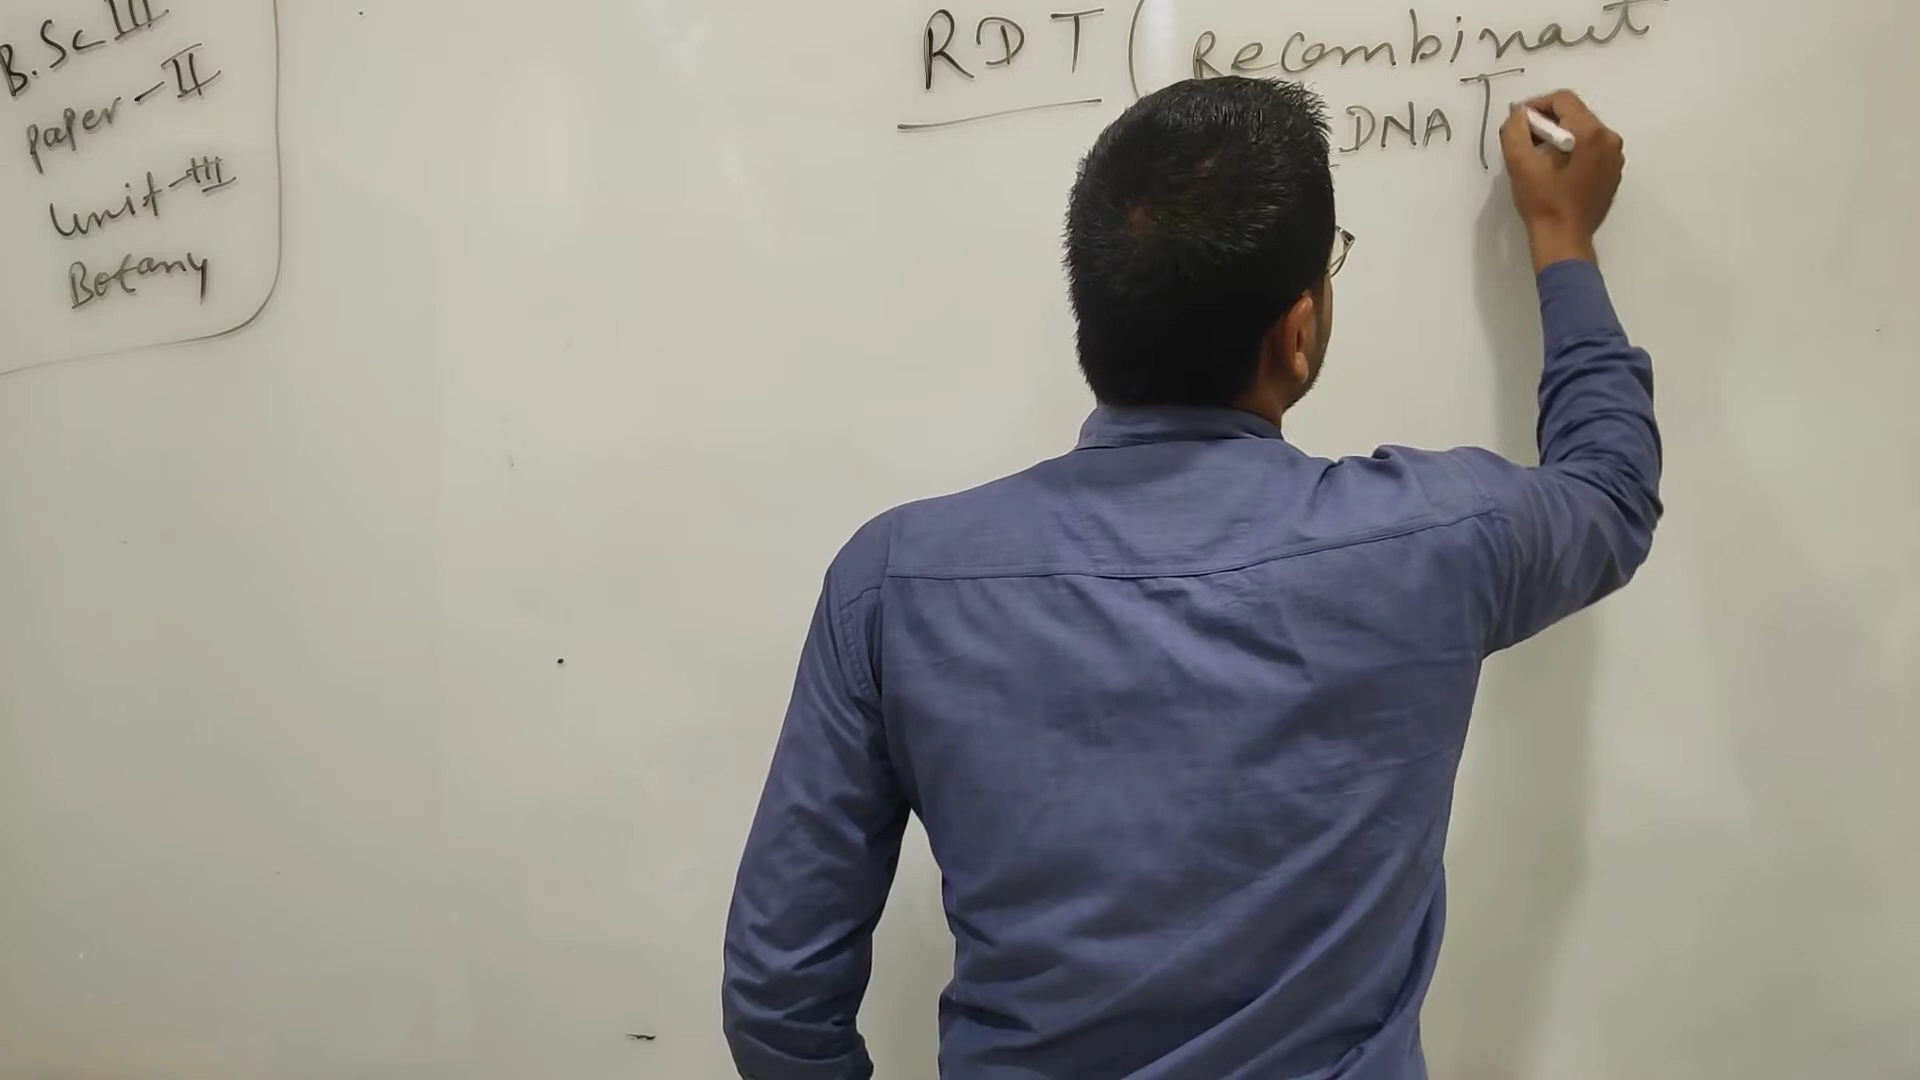 B.Sc III
paper-II
Unit-III
Botany
RDT (Recombinant
DNA T